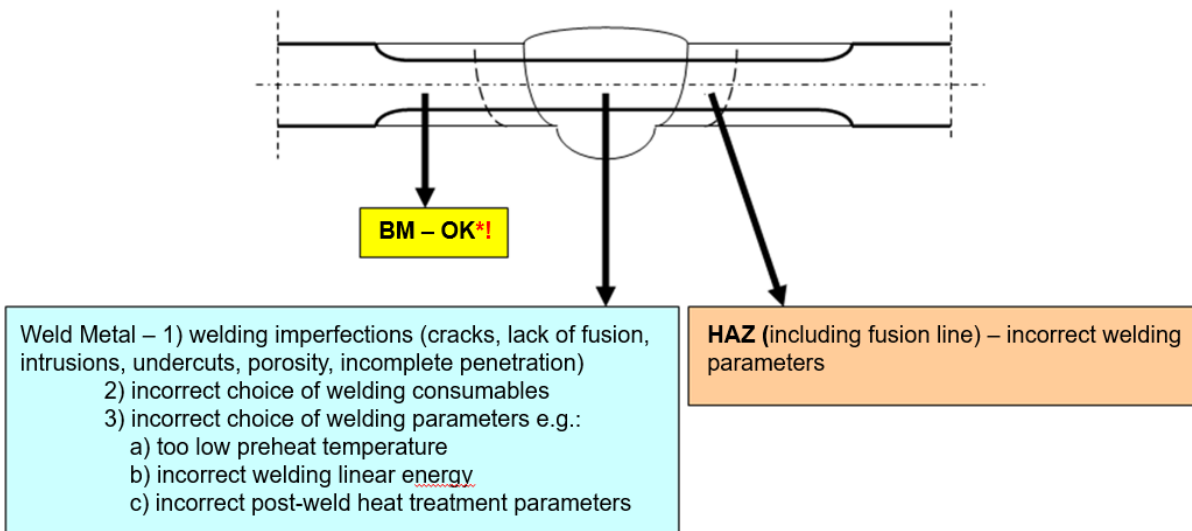 BM – OK*!
Weld Metal – 1) welding imperfections (cracks, lack of fusion,
intrusions, undercuts, porosity, incomplete penetration)
2) incorrect choice of welding consumables
3) incorrect choice of welding parameters e.g.:
a) too low preheat temperature
b) incorrect welding linear energy
c) incorrect post-weld heat treatment parameters
HAZ (including fusion line) – incorrect welding
parameters